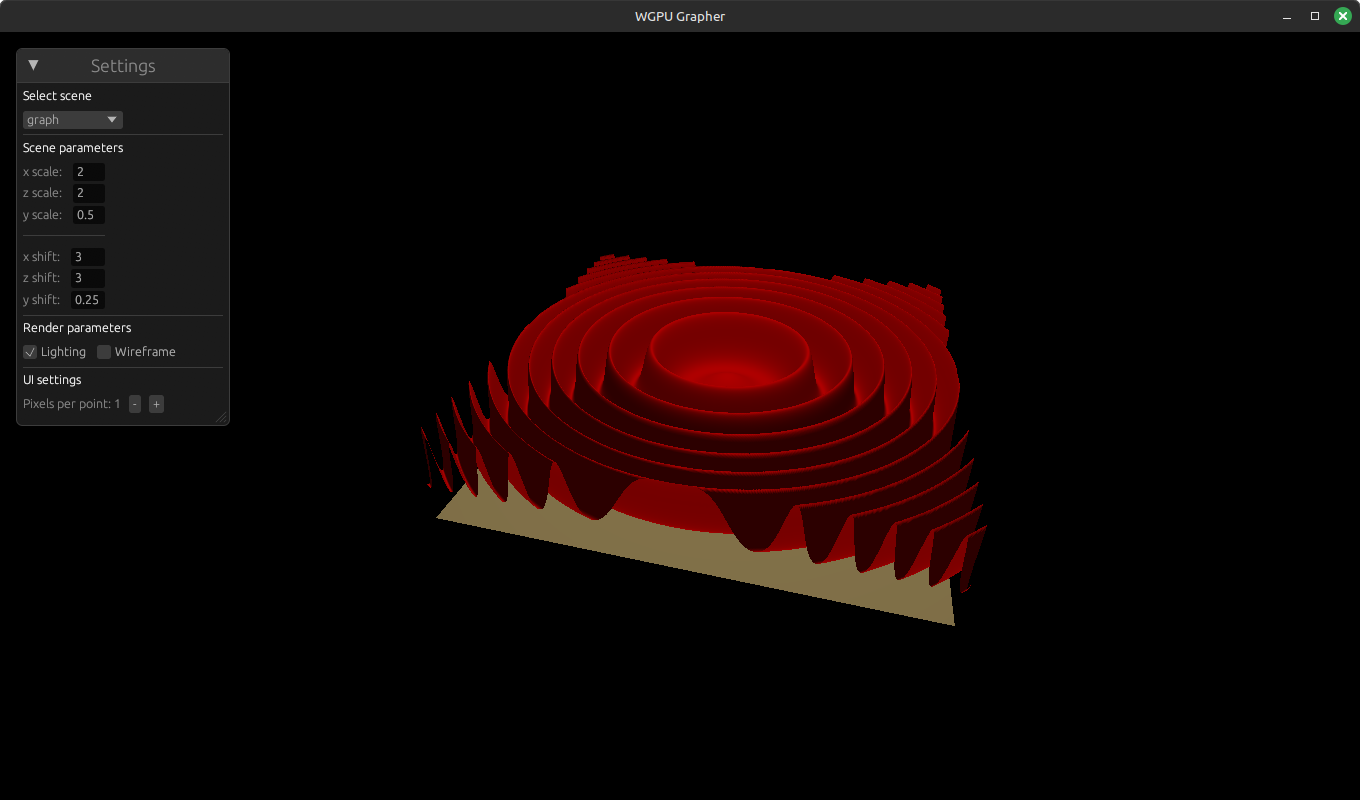 WGPU Grapher
Settings
Select scene
graph
Scene parameters
x scale: 2
z scale: 2
y scale: 0.5
x shift: 3
z shift: 3
y shift: 0.25
Render parameters
Lighting Wireframe
UI settings
Pixels per point: 1 - +